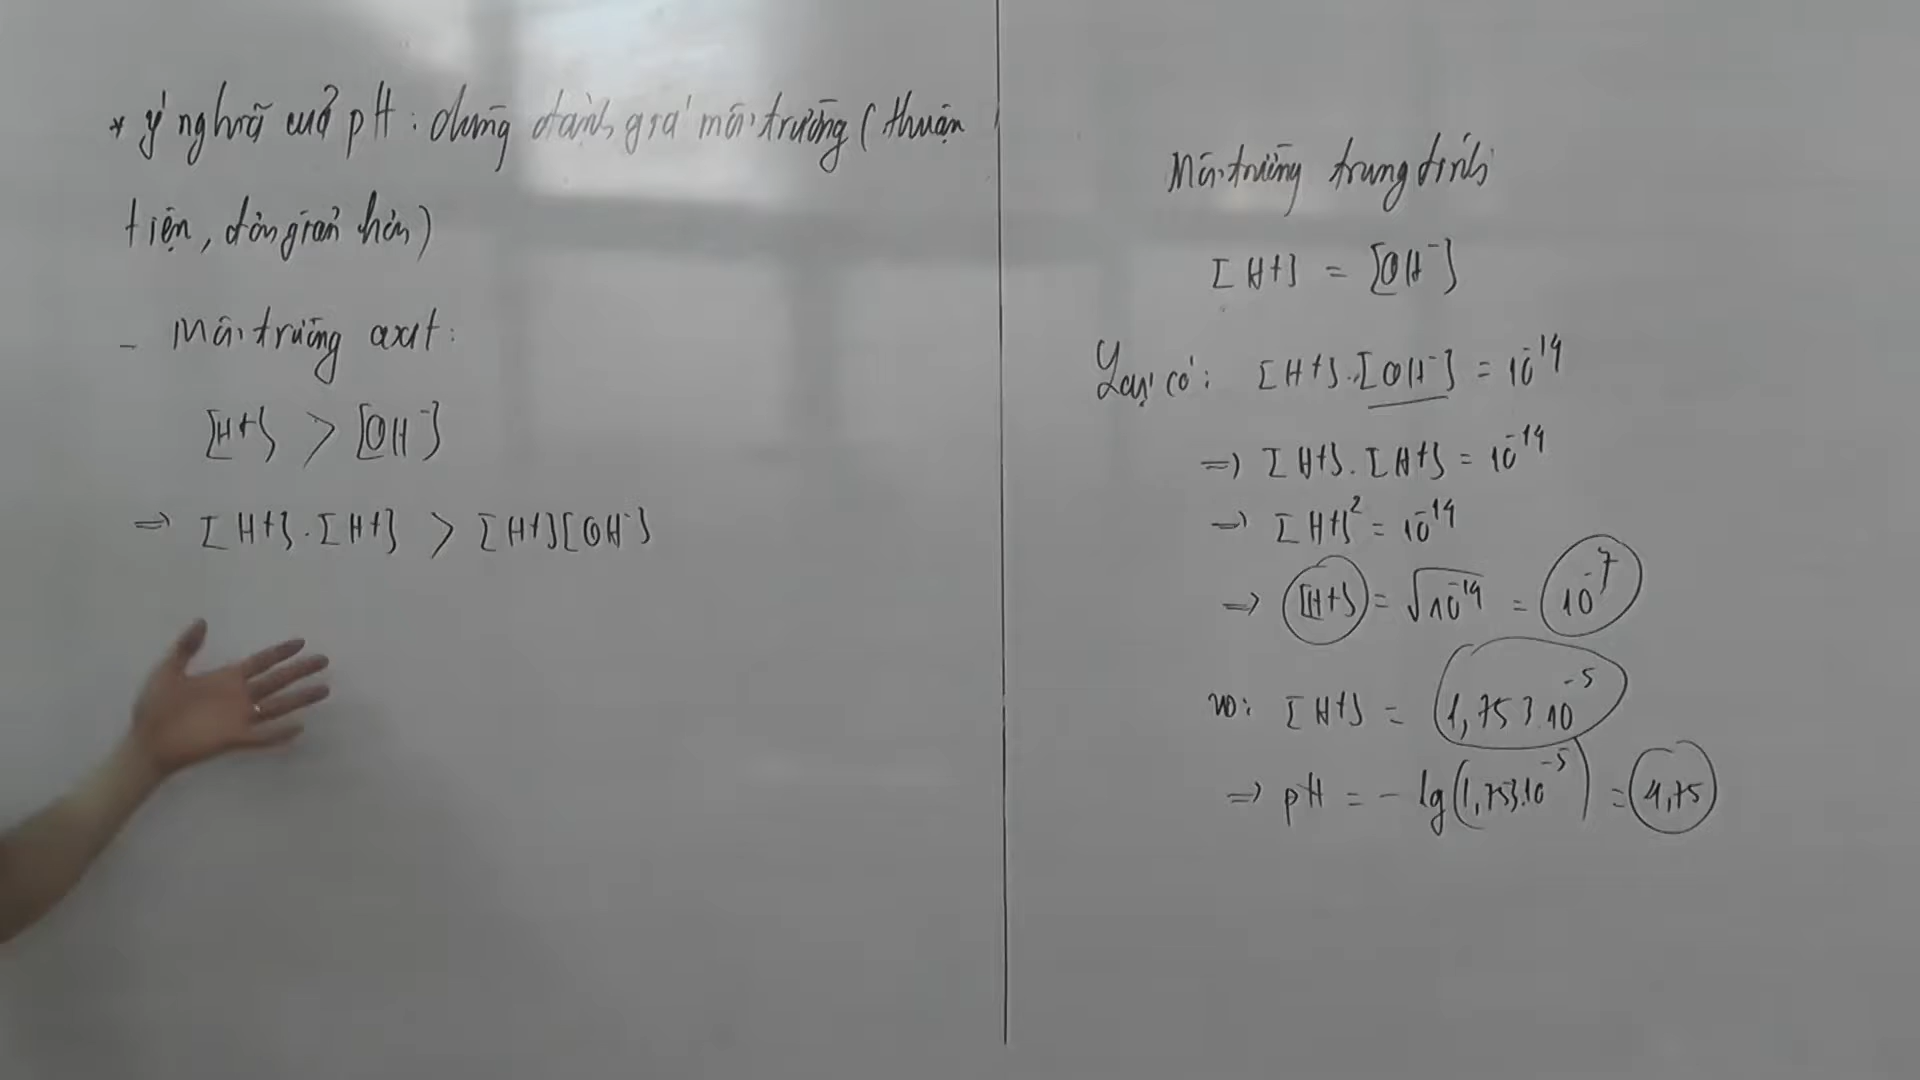 * ý nghĩa của pH : dùng đánh giá môi trường (thuận
tiện, đơn giản hơn)
- Môi trường axit:
[H+] > [OH⁻]
⇒ [H+].[H+] > [H+][OH⁻]
Môi trường trung tính
[H+] = [OH⁻]
Lại có: [H+].[OH⁻] = 10⁻¹⁴
⇒ [H+].[H+] = 10⁻¹⁴
⇒ [H+]² = 10⁻¹⁴
⇒ [H+] = √10⁻¹⁴ = 10⁻⁷
VD: [H+] = 1,753.10⁻⁵
⇒ pH = - lg(1,753.10⁻⁵) = 4,75